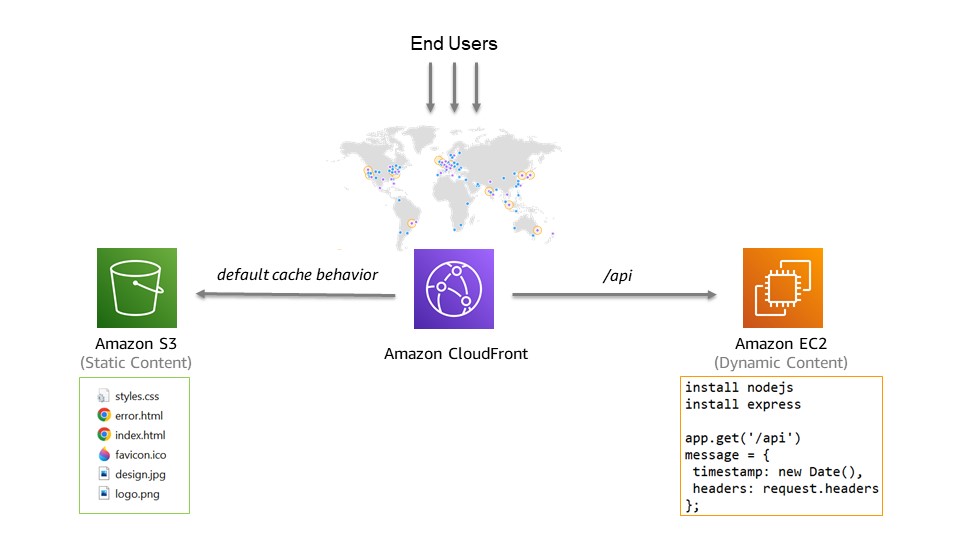 End Users
default cache behavior
/api
Amazon S3
(Static Content)
Amazon CloudFront
Amazon EC2
(Dynamic Content)
styles.css
error.html
index.html
favicon.ico
design.jpg
logo.png
install nodejs
install express
app.get('/api')
message = {
timestamp: new Date(),
headers: request.headers
};